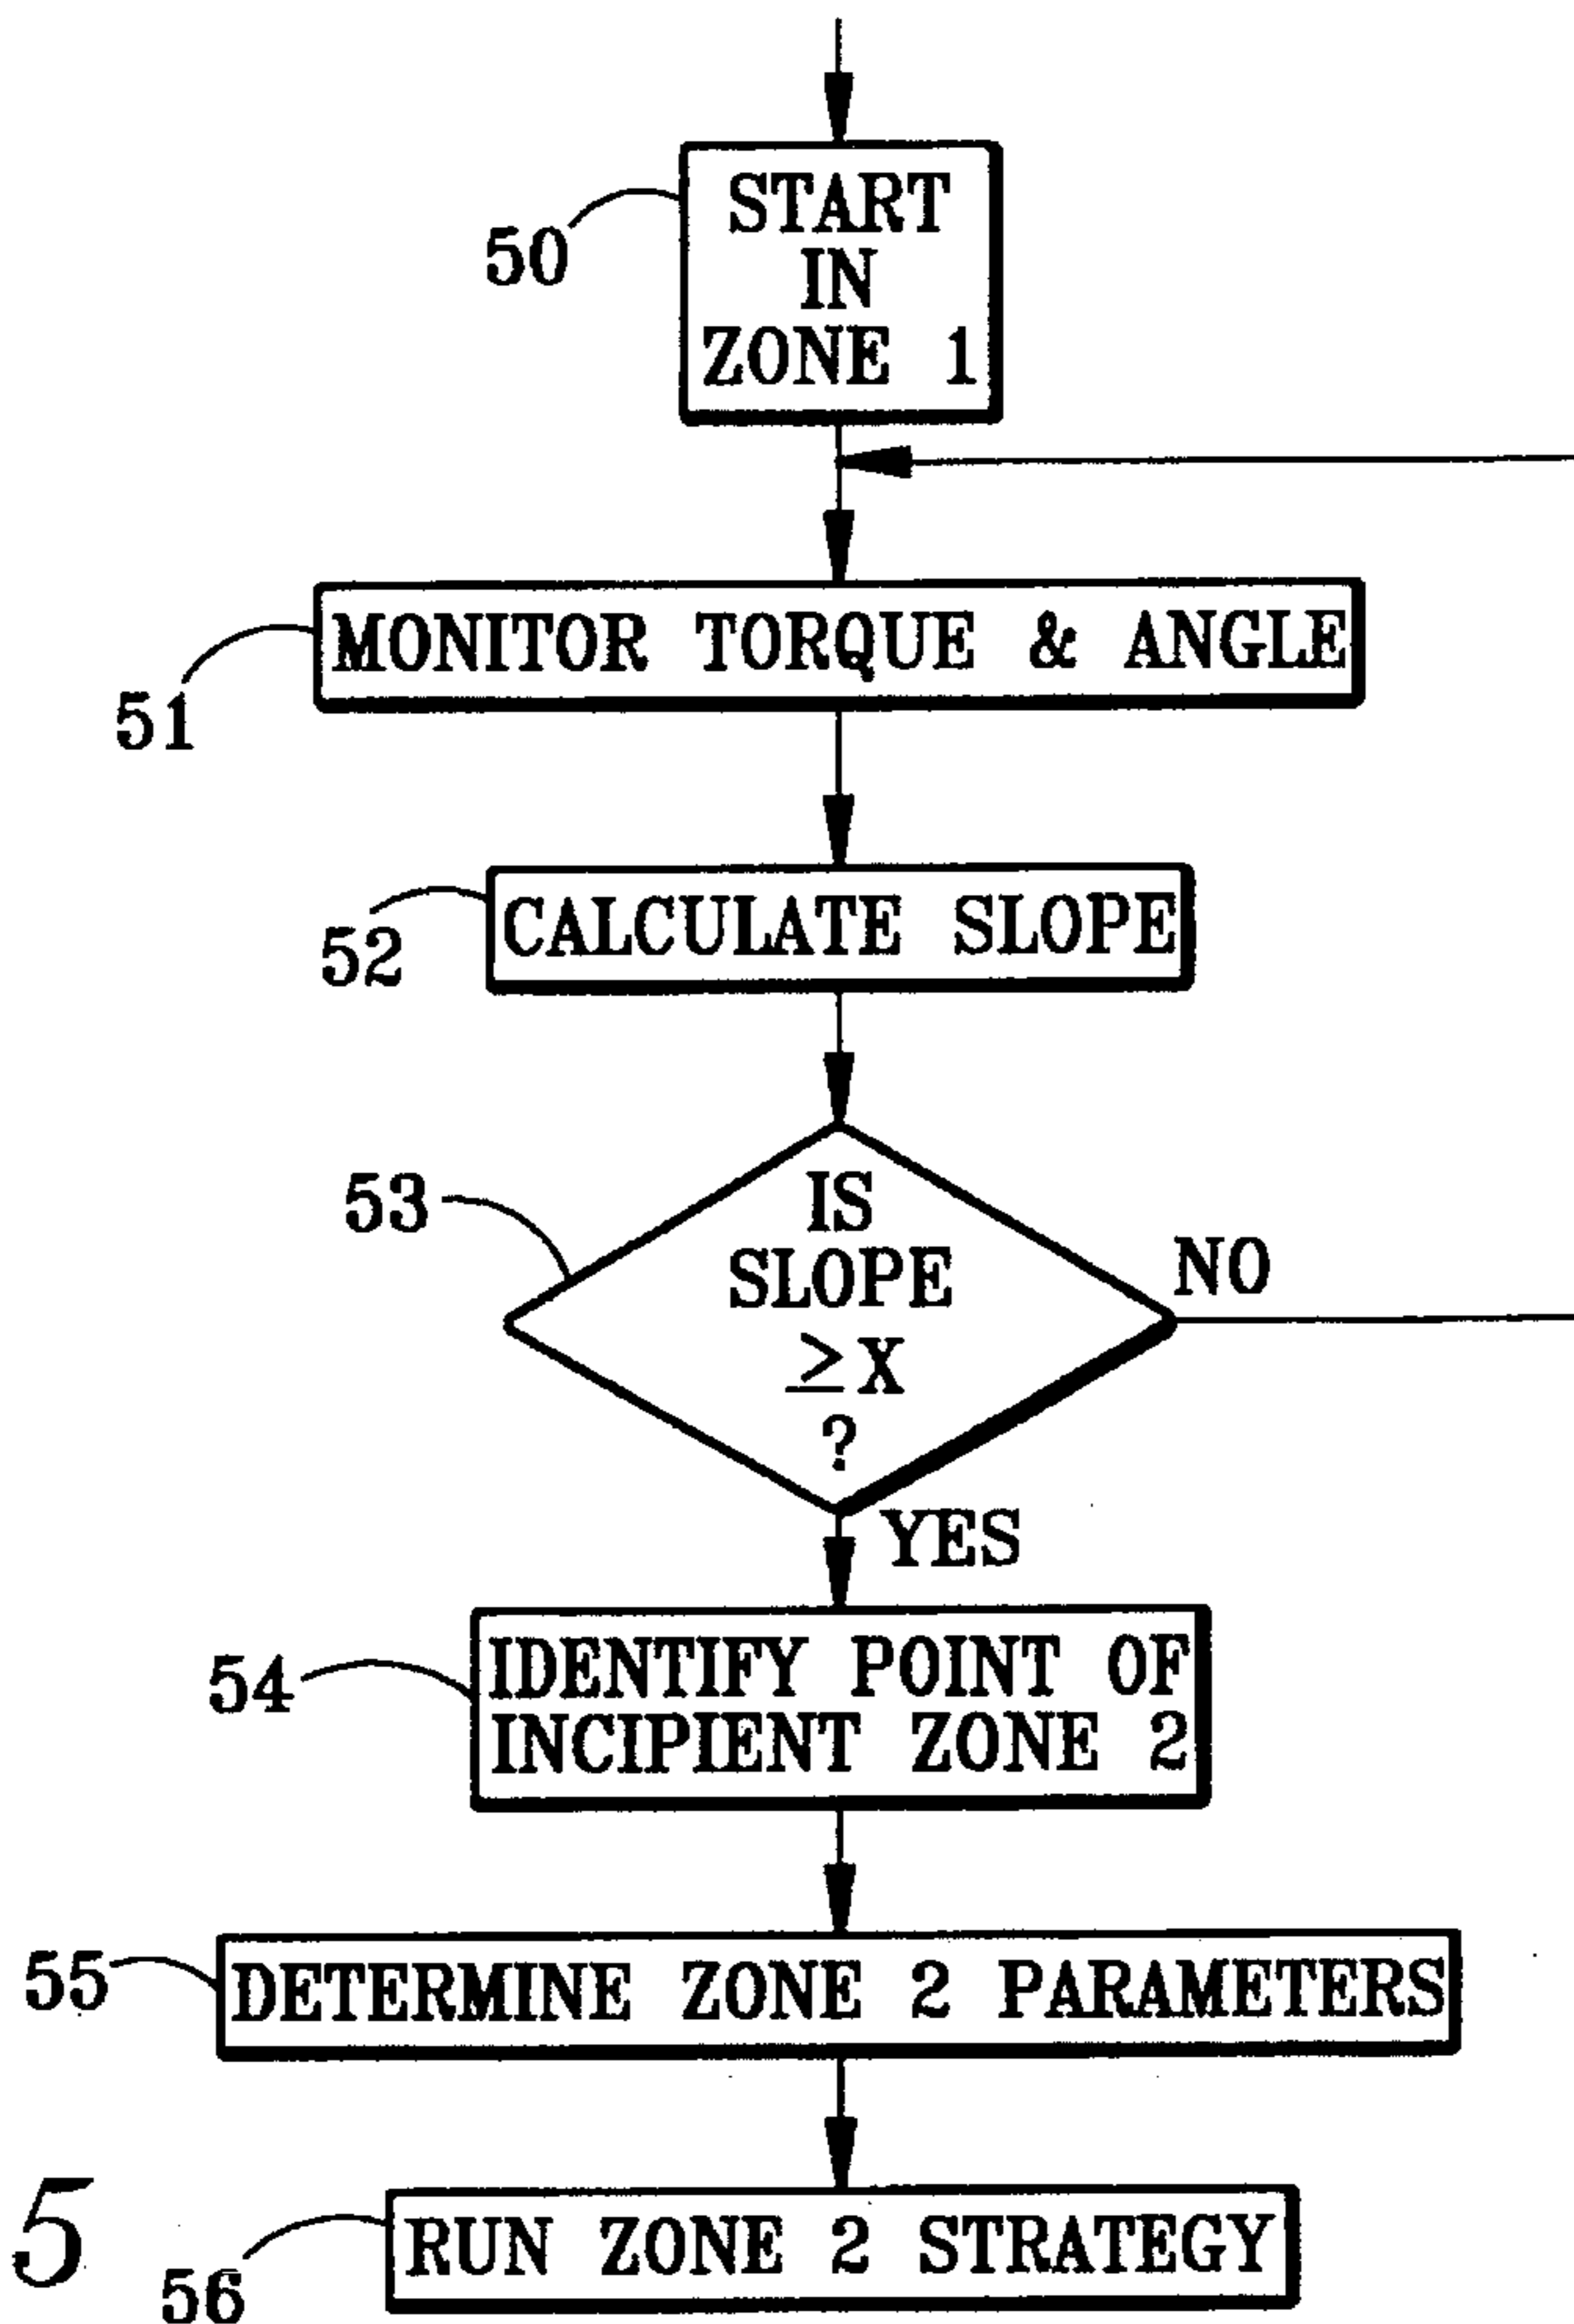 START
IN
ZONE 1
50
MONITOR TORQUE & ANGLE
51
CALCULATE SLOPE
52
53
IS
SLOPE
≥X
?
NO
YES
IDENTIFY POINT OF
INCIPIENT ZONE 2
54
55
DETERMINE ZONE 2 PARAMETERS
5
RUN ZONE 2 STRATEGY
56